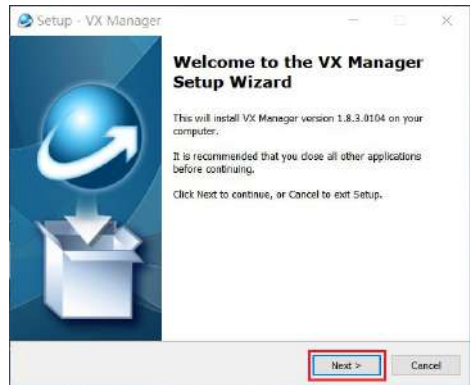 Setup - VX Manager
Welcome to the VX Manager
Setup Wizard
This will install VX Manager version 1.8.3.0104 on your
computer.
It is recommended that you close all other applications
before continuing.
Click Next to continue, or Cancel to exit Setup.
Next >
Cancel